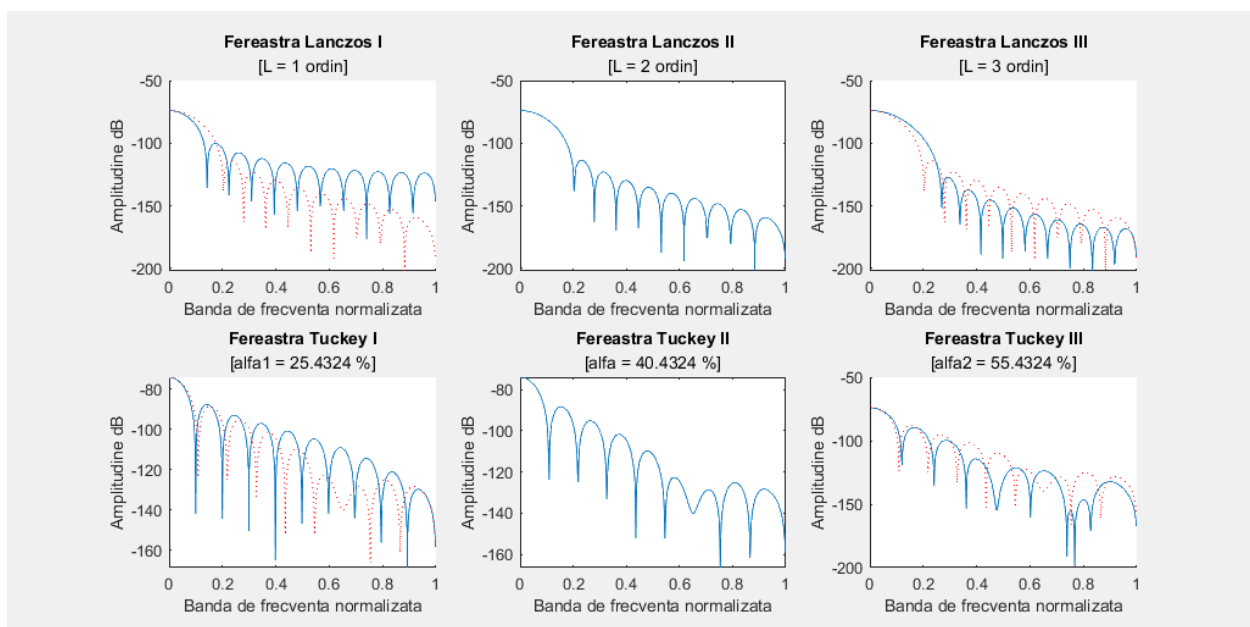 Fereastra Lanczos I
[L = 1 ordin]
-50
-100
-150
-200
Amplitudine dB
0 0.2 0.4 0.6 0.8 1
Banda de frecventa normalizata
Fereastra Lanczos II
[L = 2 ordin]
-50
-100
-150
-200
Amplitudine dB
0 0.2 0.4 0.6 0.8 1
Banda de frecventa normalizata
Fereastra Lanczos III
[L = 3 ordin]
-50
-100
-150
-200
Amplitudine dB
0 0.2 0.4 0.6 0.8 1
Banda de frecventa normalizata
Fereastra Tuckey I
[alfa1 = 25.4324 %]
-80
-100
-120
-140
-160
Amplitudine dB
0 0.2 0.4 0.6 0.8 1
Banda de frecventa normalizata
Fereastra Tuckey II
[alfa = 40.4324 %]
-80
-100
-120
-140
-160
Amplitudine dB
0 0.2 0.4 0.6 0.8 1
Banda de frecventa normalizata
Fereastra Tuckey III
[alfa2 = 55.4324 %]
-50
-100
-150
-200
Amplitudine dB
0 0.2 0.4 0.6 0.8 1
Banda de frecventa normalizata